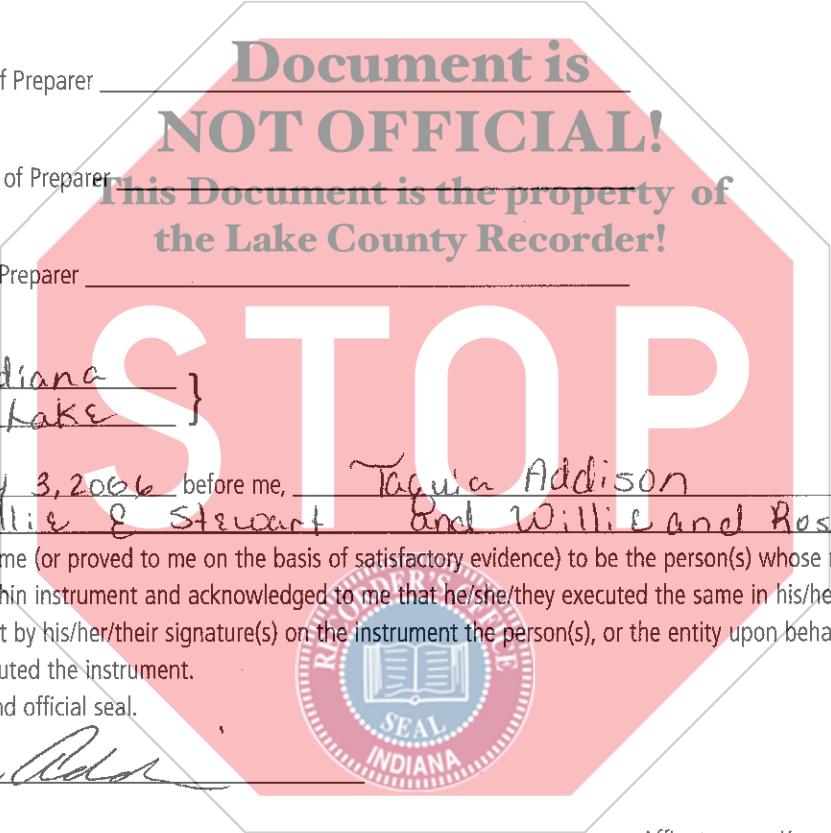 Document is
f Preparer
NOT OFFICIAL!
of Preparer
This Document is the property of
the Lake County Recorder!
Preparer
STOP
diana }
Lake
3, 2006 before me, Taquia Addison
llie E Stewart and Willie and Ros
me (or proved to me on the basis of satisfactory evidence) to be the person(s) whose
hin instrument and acknowledged to me that he/she/they executed the same in his/he
t by his/her/their signature(s) on the instrument the person(s), or the entity upon beha
uted the instrument.
nd official seal.
RECORDER'S OFFICE
SEAL
INDIANA